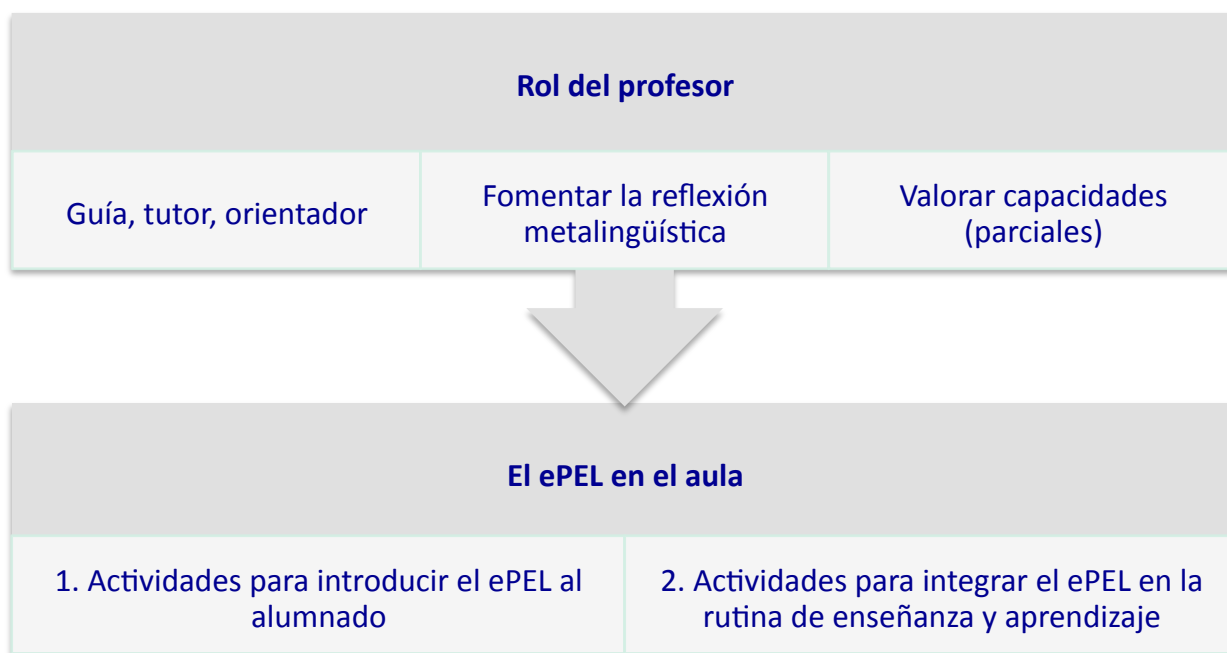 Rol del profesor
Guía, tutor, orientador
Fomentar la reflexión
metalingüística
Valorar capacidades
(parciales)
El ePEL en el aula
1. Actividades para introducir el ePEL al
alumnado
2. Actividades para integrar el ePEL en la
rutina de enseñanza y aprendizaje